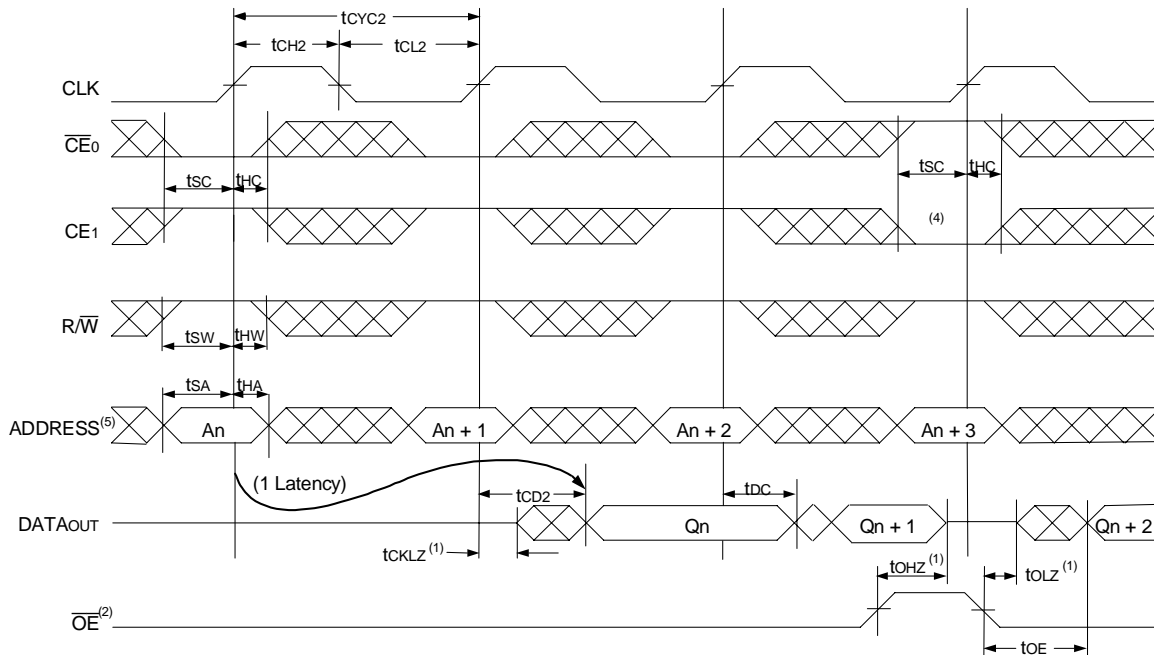 tCYC2
tCH2 tCL2
CLK
CE0
tSC tHC tSC tHC
CE1 (4)
R/W
tSW tHW
tSA tHA
ADDRESS(5) An An + 1 An + 2 An + 3
(1 Latency) tCD2 tDC
DATAOUT Qn Qn + 1 Qn + 2
tCKLZ (1) tOHZ (1) tOLZ (1)
OE(2)
tOE